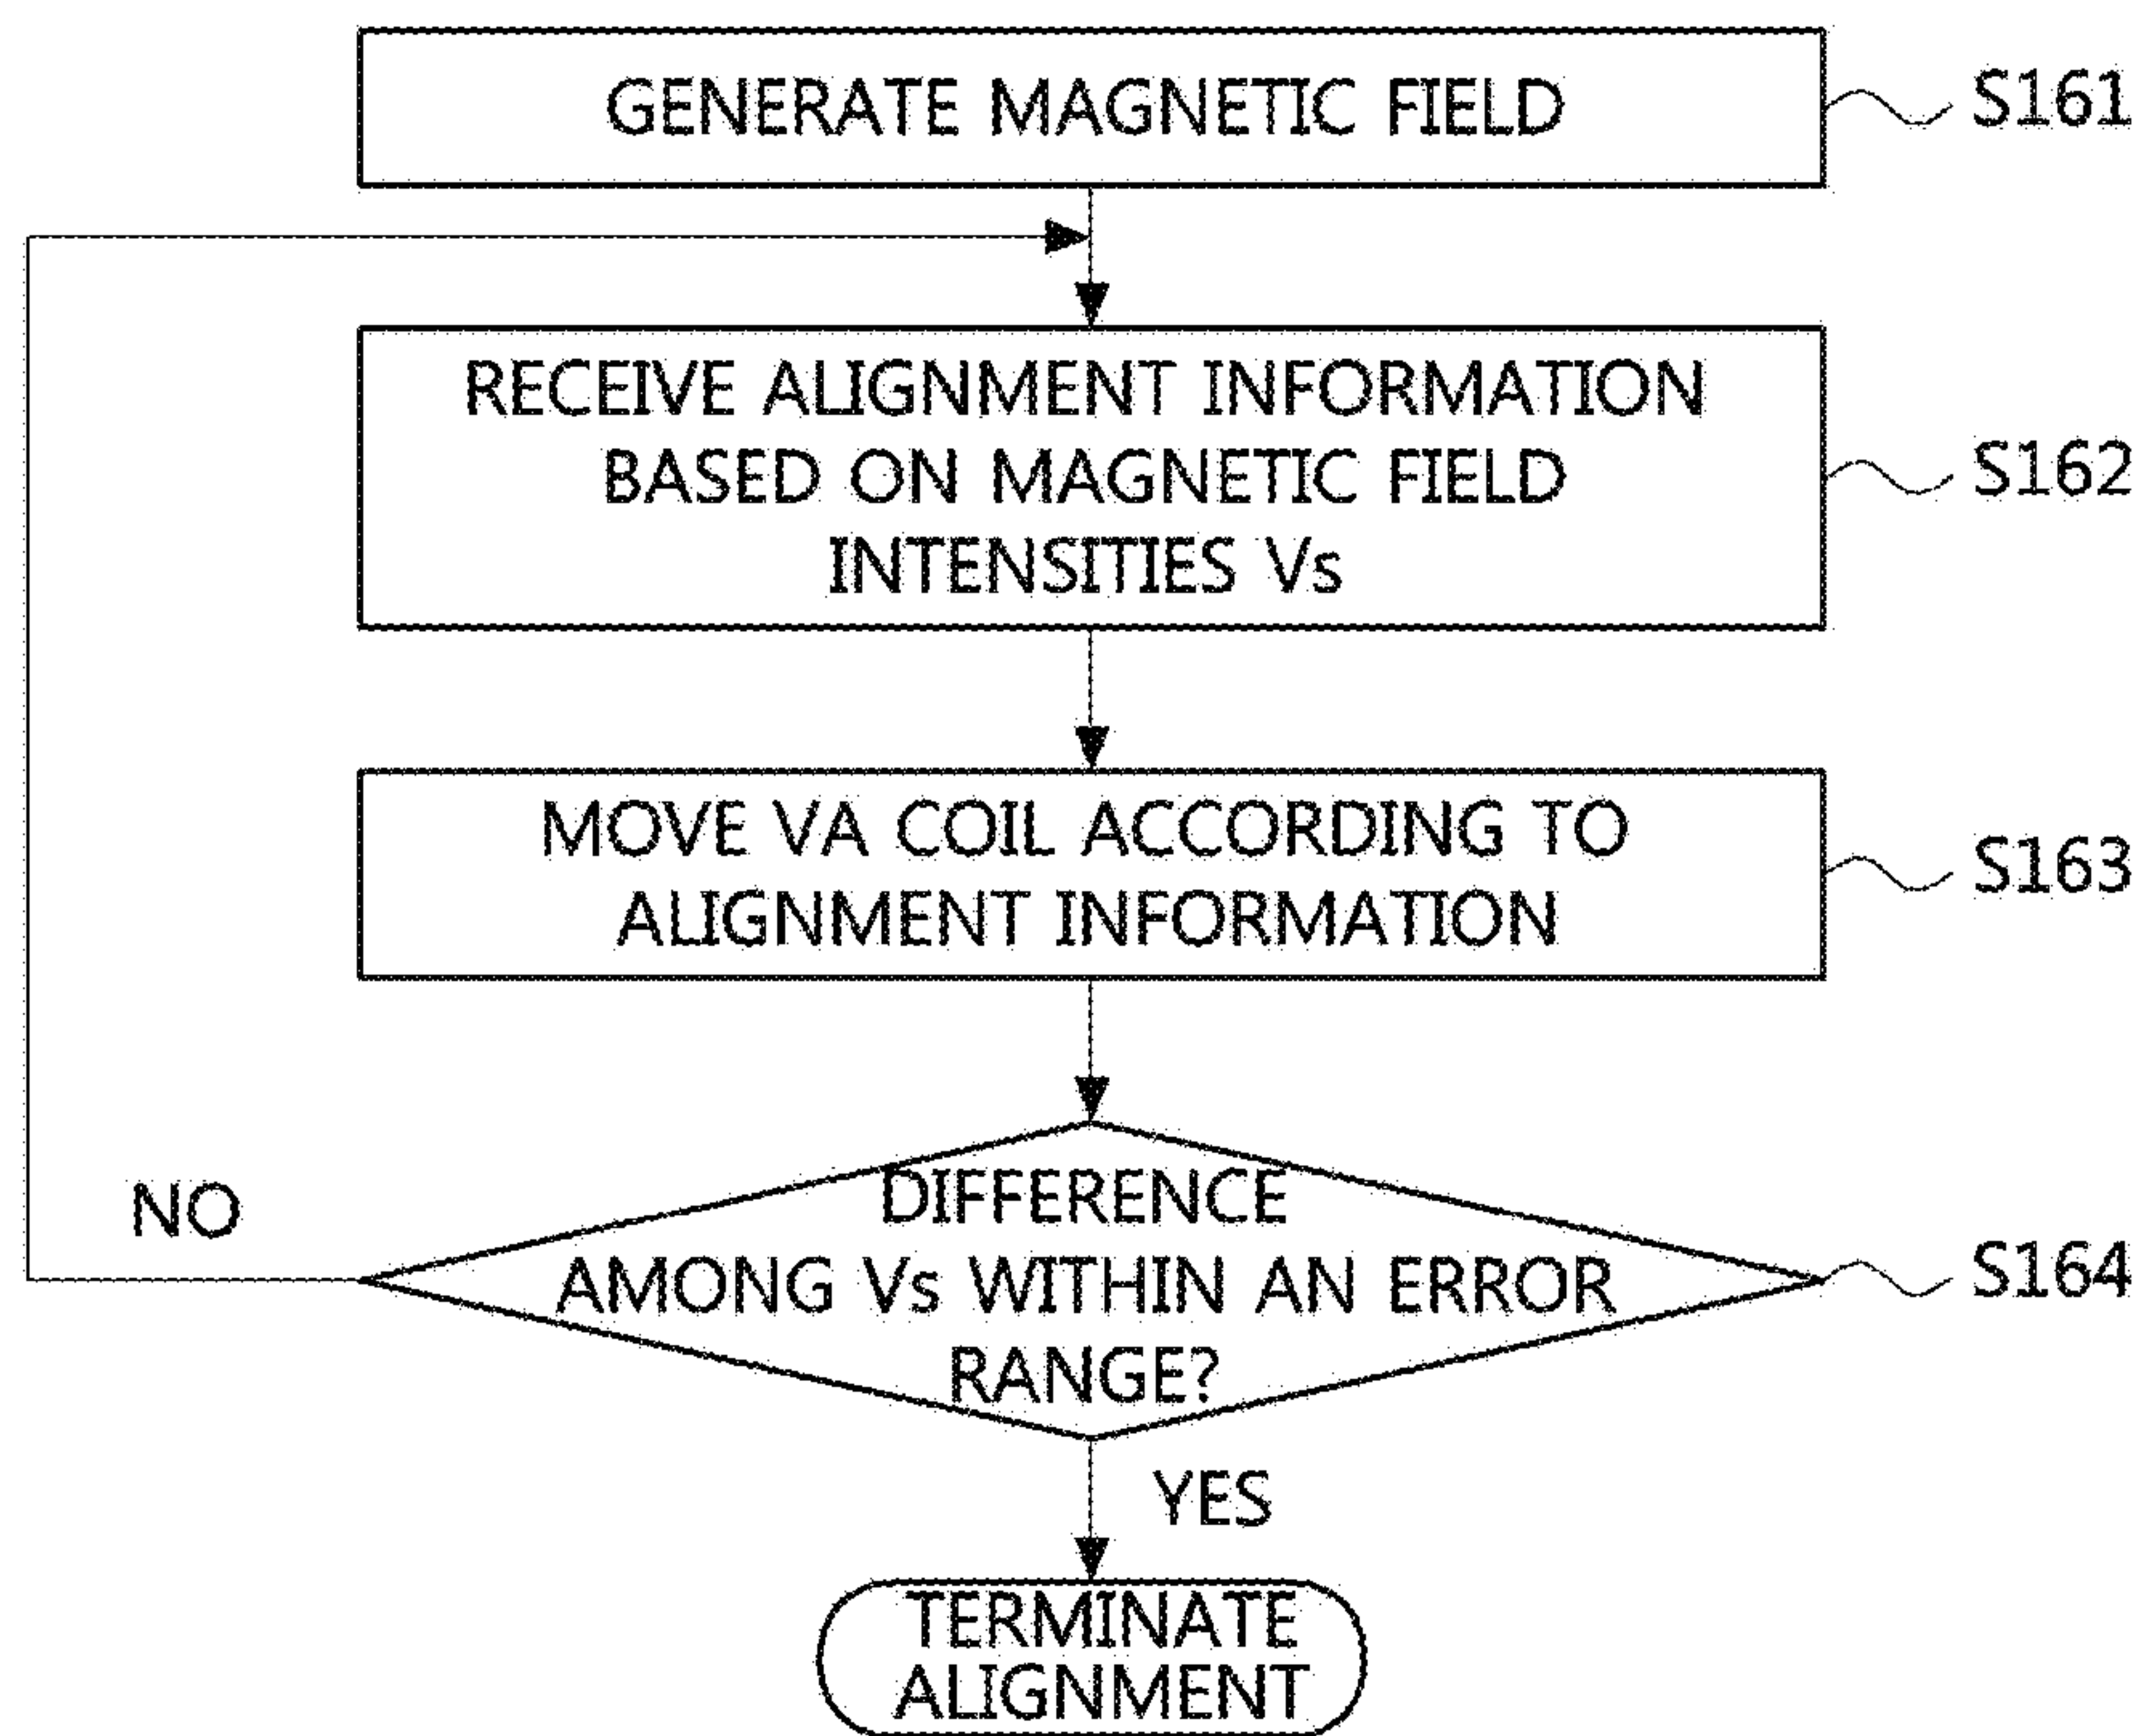 GENERATE MAGNETIC FIELD
S161
RECEIVE ALIGNMENT INFORMATION
BASED ON MAGNETIC FIELD
INTENSITIES Vs
S162
MOVE VA COIL ACCORDING TO
ALIGNMENT INFORMATION
S163
DIFFERENCE
AMONG Vs WITHIN AN ERROR
RANGE?
S164
NO
YES
TERMINATE
ALIGNMENT